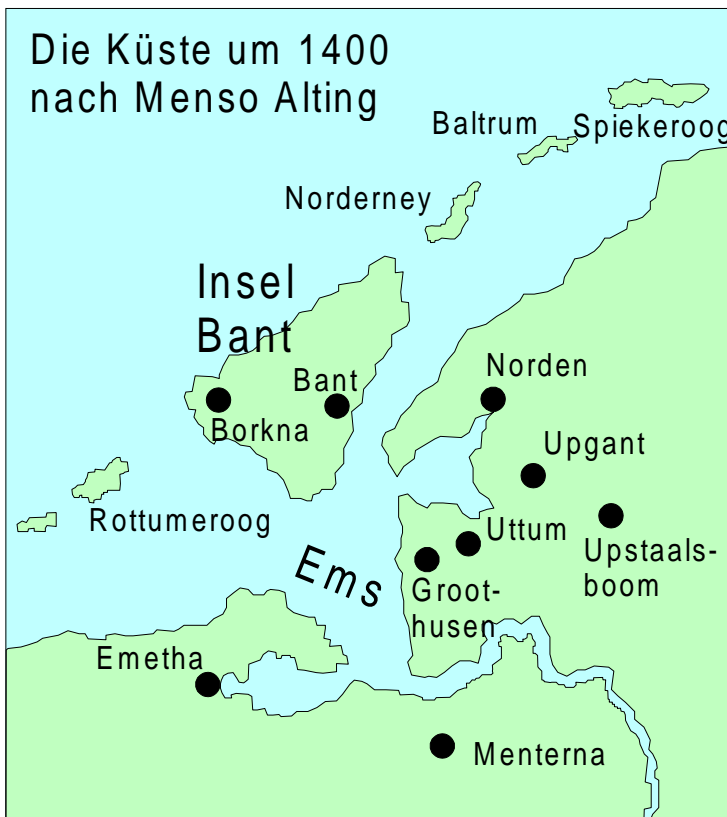 Die Küste um 1400
nach Menso Alting
Baltrum
Spiekeroog
Norderney
Insel
Bant
Bant
Borkna
Norden
Upgant
Rottumeroog
Uttum
Upstaals-
boom
Ems
Groot-
husen
Emetha
Menterna